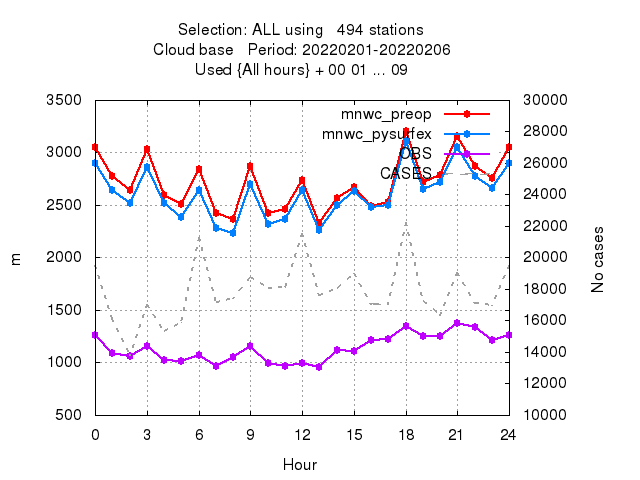 Selection: ALL using   494 stations
Cloud base   Period: 20220201-20220206
Used {All hours} + 00 01 ... 09
3500 30000
mnwc_preop
28000
mnwc_pysurfex
3000 OBS 26000
CASES
24000
2500
22000
m 2000 20000 No cases
18000
1500
16000
1000 14000
12000
500 10000
0 3 6 9 12 15 18 21 24
Hour